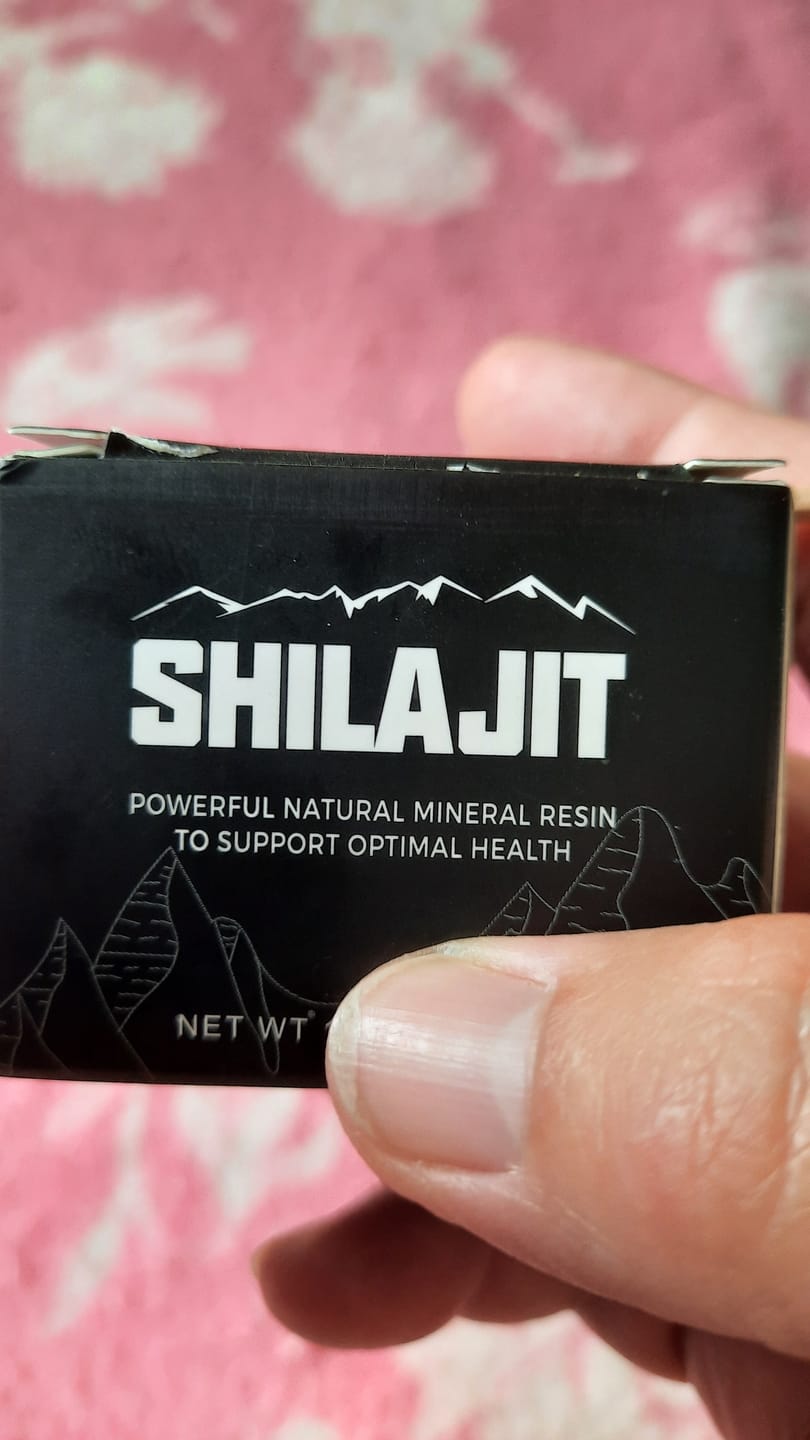 SHILAJIT
POWERFUL NATURAL MINERAL RESIN
TO SUPPORT OPTIMAL HEALTH
NET WT